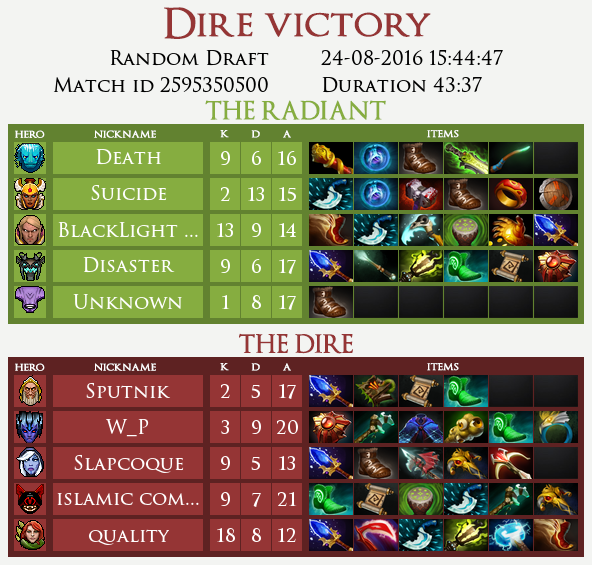 Dire victory
Random Draft 24-08-2016 15:44:47
Match id 2595350500 Duration 43:37
THE RADIANT
HERO NICKNAME K D A ITEMS
Death 9 6 16
Suicide 2 13 15
BlackLight ... 13 9 14
Disaster 9 6 17
Unknown 1 8 17
THE DIRE
HERO NICKNAME K D A ITEMS
Sputnik 2 5 17
W_P 3 9 20
Slapcoque 9 5 13
islamic com... 9 7 21
quality 18 8 12